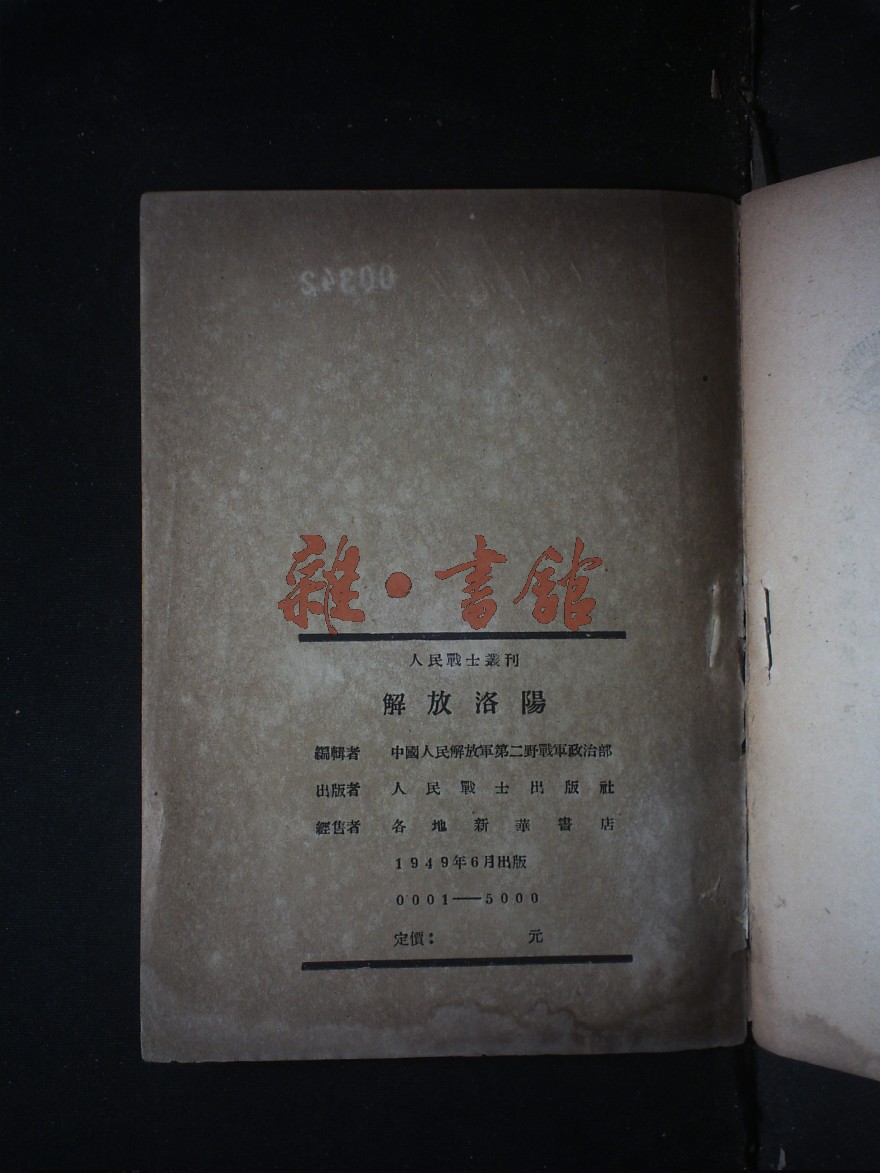 00342
雜·書館
人民戰士叢刊
解放洛陽
編輯者 中國人民解放軍第二野戰軍政治部
出版者 人民戰士出版社
經售者 各地新華書店
1949年6月出版
0001——5000
定價: 元